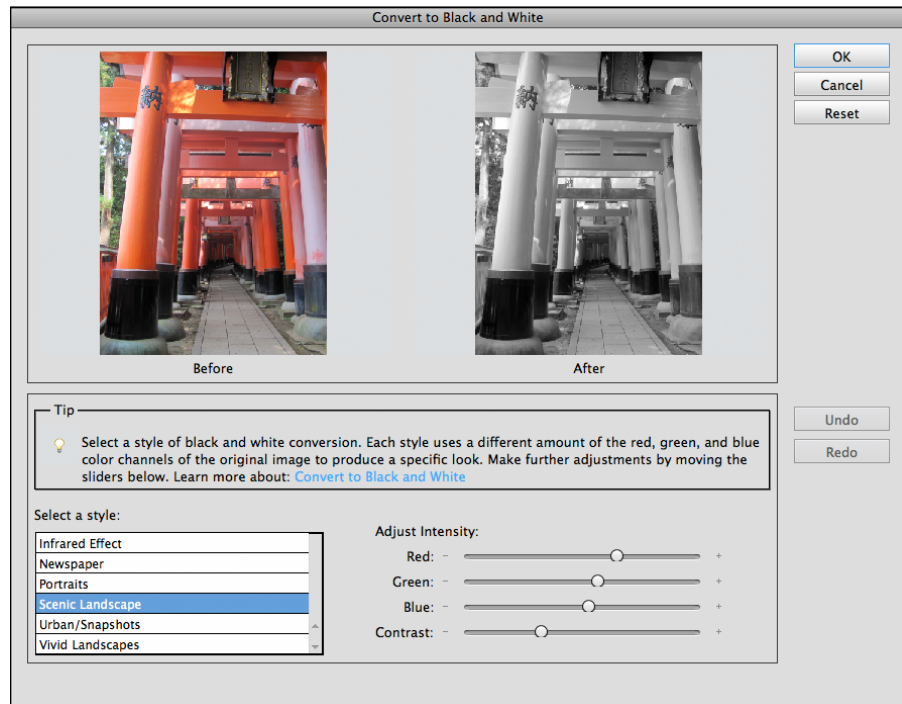 Convert to Black and White
納
納
OK
Cancel
Reset
Before
After
Tip
Select a style of black and white conversion. Each style uses a different amount of the red, green, and blue
color channels of the original image to produce a specific look. Make further adjustments by moving the
sliders below. Learn more about: Convert to Black and White
Undo
Redo
Select a style:
Infrared Effect
Newspaper
Portraits
Scenic Landscape
Urban/Snapshots
Vivid Landscapes
Adjust Intensity:
Red: - +
Green: - +
Blue: - +
Contrast: - +